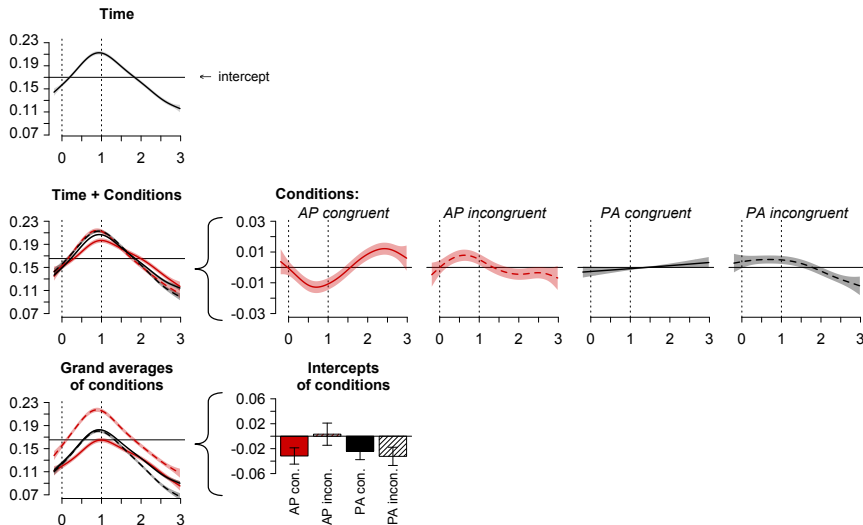 Time
0.23
0.19
0.15
0.11
0.07
← intercept
0 1 2 3
Time + Conditions
Conditions:
AP congruent
AP incongruent
PA congruent
PA incongruent
0.23
0.19
0.15
0.11
0.07
0.03
0.01
-0.01
-0.03
0 1 2 3
0 1 2 3
0 1 2 3
0 1 2 3
0 1 2 3
Grand averages
of conditions
Intercepts
of conditions
0.23
0.19
0.15
0.11
0.07
0.06
0.02
-0.02
-0.06
0 1 2 3
AP con.
AP incon.
PA con.
PA incon.